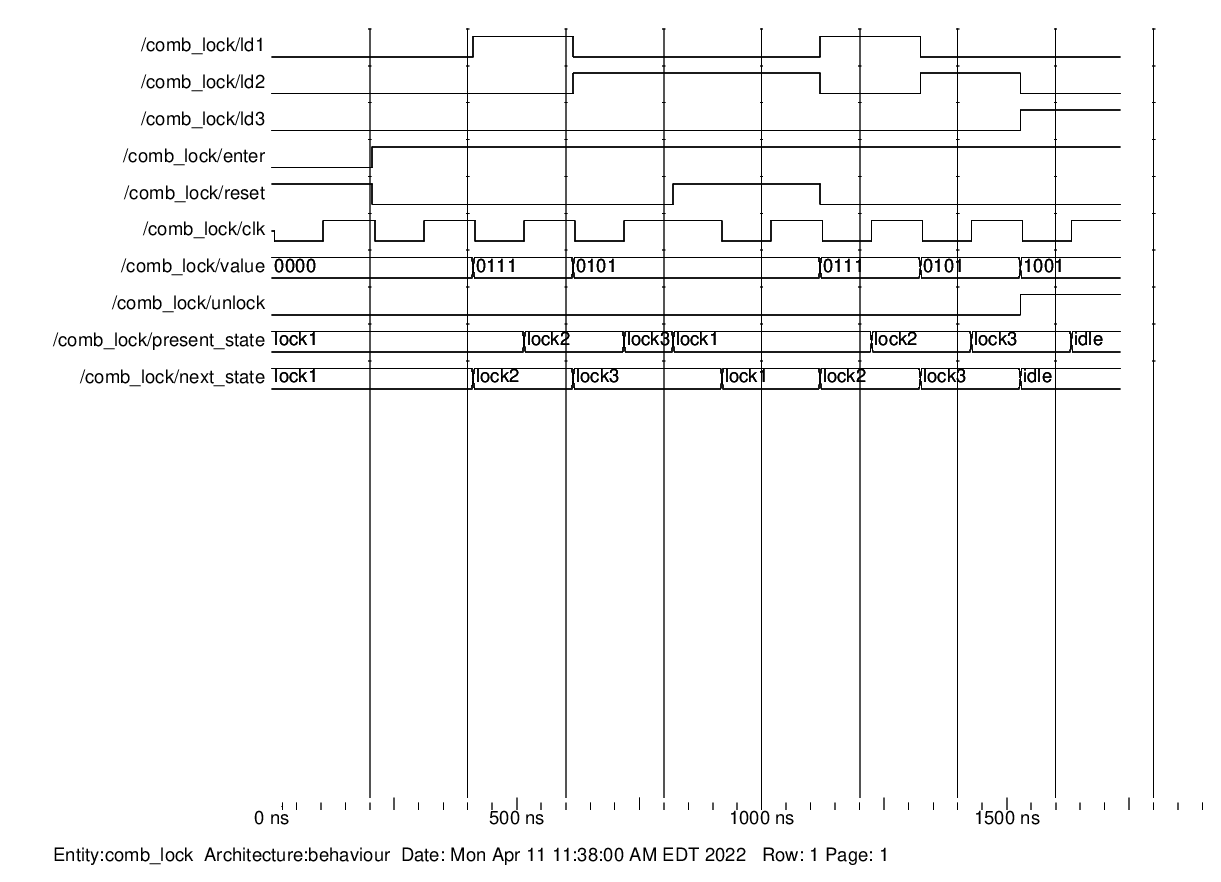 /comb_lock/ld1
/comb_lock/ld2
/comb_lock/ld3
/comb_lock/enter
/comb_lock/reset
/comb_lock/clk
/comb_lock/value 0000 0111 0101 0111 0101 1001
/comb_lock/unlock
/comb_lock/present_state lock1 lock2 lock3 lock1 lock2 lock3 idle
/comb_lock/next_state lock1 lock2 lock3 lock1 lock2 lock3 idle
0 ns 500 ns 1000 ns 1500 ns
Entity:comb_lock Architecture:behaviour Date: Mon Apr 11 11:38:00 AM EDT 2022 Row: 1 Page: 1